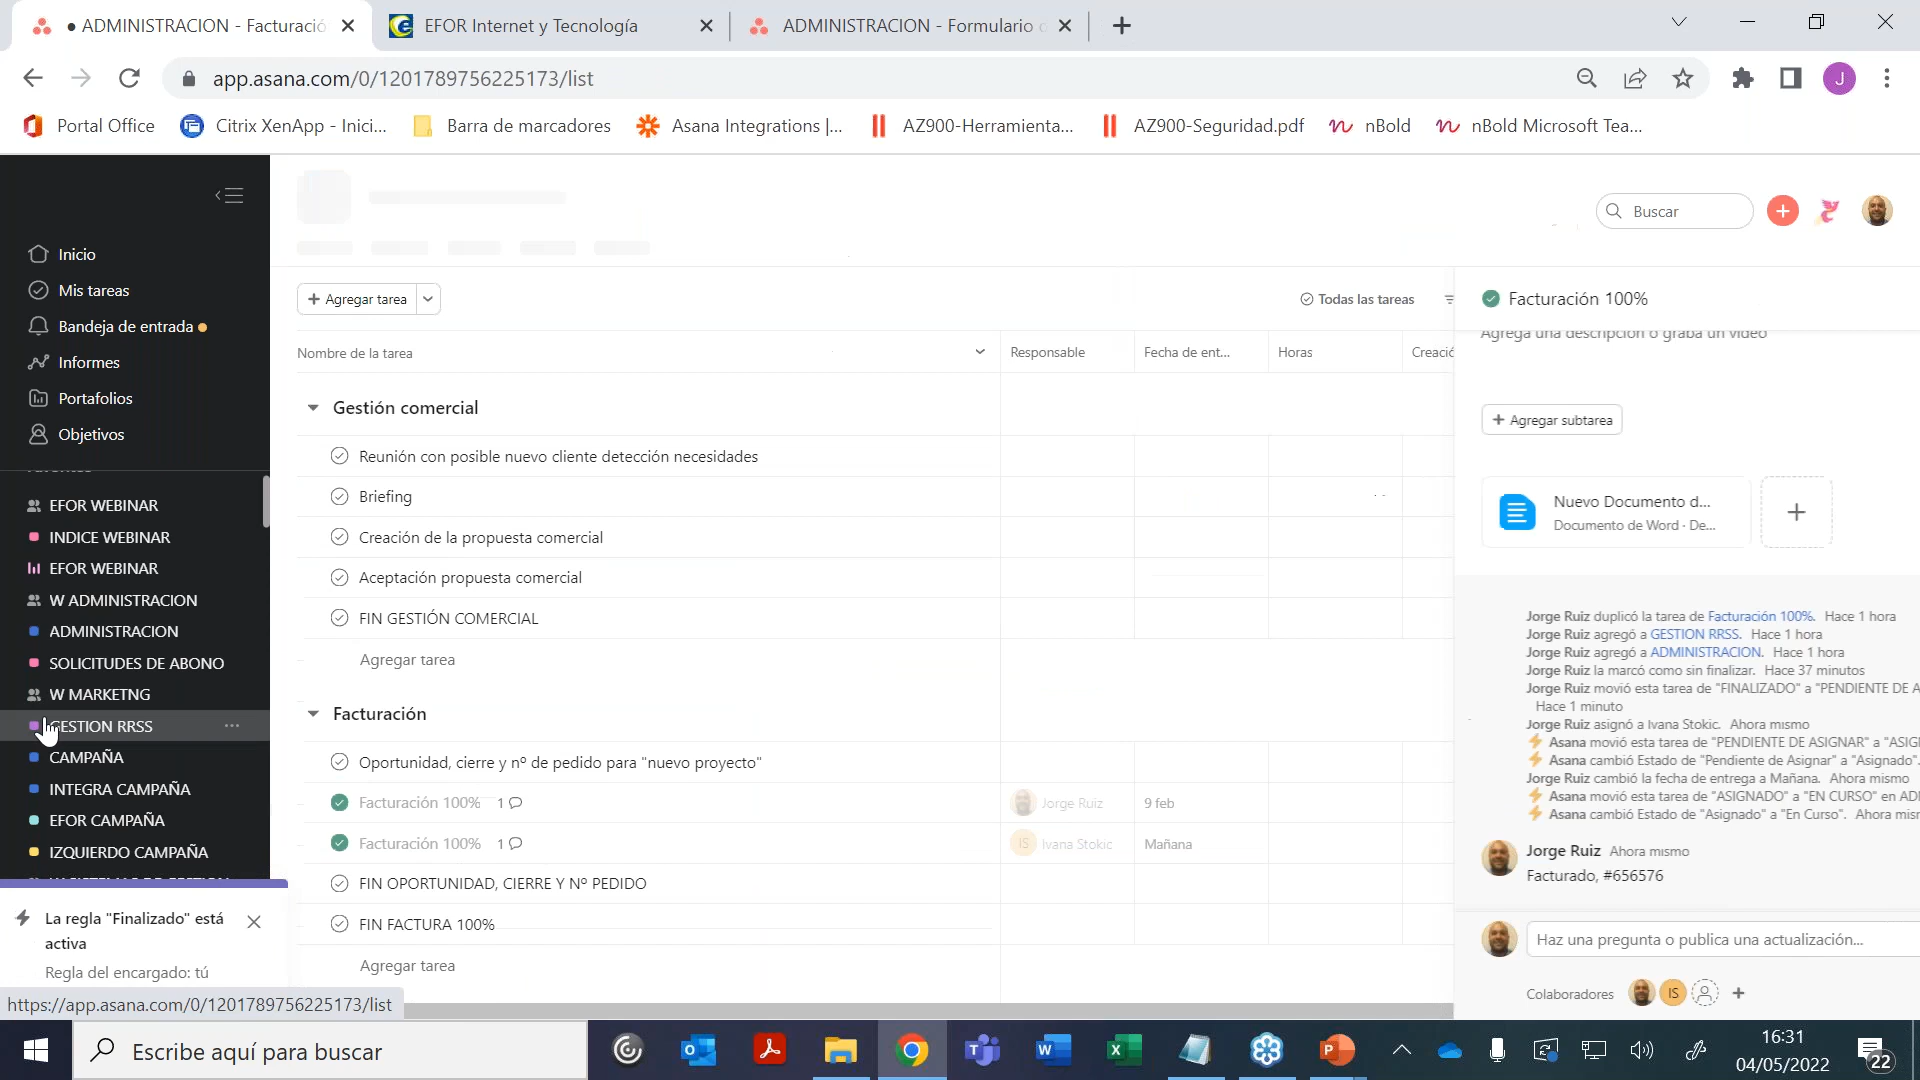 ● ADMINISTRACION - Facturació
EFOR Internet y Tecnología
ADMINISTRACION - Formulario
app.asana.com/0/1201789756225173/list
J
Portal Office
Citrix XenApp - Inici...
Barra de marcadores
Asana Integrations |...
AZ900-Herramienta...
AZ900-Seguridad.pdf
nBold
nBold Microsoft Tea...
Inicio
Mis tareas
Bandeja de entrada
Informes
Portafolios
Objetivos
EFOR WEBINAR
INDICE WEBINAR
EFOR WEBINAR
W ADMINISTRACION
ADMINISTRACION
SOLICITUDES DE ABONO
W MARKETNG
GESTION RRSS
CAMPAÑA
INTEGRA CAMPAÑA
EFOR CAMPAÑA
IZQUIERDO CAMPAÑA
La regla "Finalizado" está
activa
Regla del encargado: tú
https://app.asana.com/0/1201789756225173/list
Buscar
+ Agregar tarea
Todas las tareas
Nombre de la tarea
Responsable
Fecha de ent...
Horas
Creació
Gestión comercial
Reunión con posible nuevo cliente detección necesidades
Briefing
Creación de la propuesta comercial
Aceptación propuesta comercial
FIN GESTIÓN COMERCIAL
Agregar tarea
Facturación
Oportunidad, cierre y nº de pedido para "nuevo proyecto"
Facturación 100% 1 Jorge Ruiz 9 feb
Facturación 100% 1 IS Ivana Stokic Mañana
FIN OPORTUNIDAD, CIERRE Y Nº PEDIDO
FIN FACTURA 100%
Agregar tarea
Facturación 100%
Agrega una descripción o graba un video
+ Agregar subtarea
Nuevo Documento d...
Documento de Word · De...
Jorge Ruiz duplicó la tarea de Facturación 100%. Hace 1 hora
Jorge Ruiz agregó a GESTION RRSS. Hace 1 hora
Jorge Ruiz agregó a ADMINISTRACION. Hace 1 hora
Jorge Ruiz la marcó como sin finalizar. Hace 37 minutos
Jorge Ruiz movió esta tarea de "FINALIZADO" a "PENDIENTE DE A
Hace 1 minuto
Jorge Ruiz asignó a Ivana Stokic. Ahora mismo
Asana movió esta tarea de "PENDIENTE DE ASIGNAR" a "ASIG
Asana cambió Estado de "Pendiente de Asignar" a "Asignado".
Jorge Ruiz cambió la fecha de entrega a Mañana. Ahora mismo
Asana movió esta tarea de "ASIGNADO" a "EN CURSO" en AD
Asana cambió Estado de "Asignado" a "En Curso". Ahora mis
Jorge Ruiz Ahora mismo
Facturado, #656576
Haz una pregunta o publica una actualización...
Colaboradores IS
Escribe aquí para buscar
16:31
04/05/2022
22